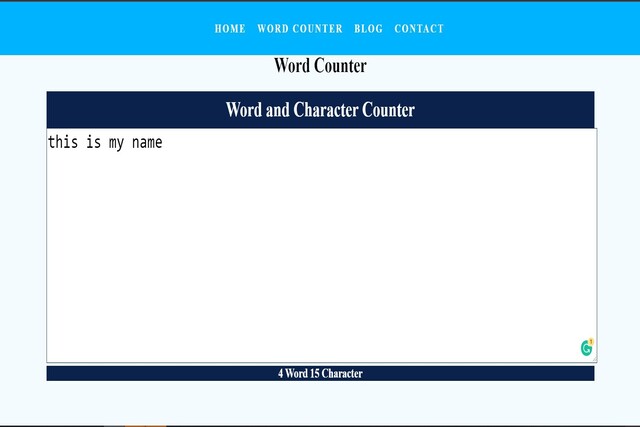 HOME WORD COUNTER BLOG CONTACT
Word Counter
Word and Character Counter
this is my name
1
4 Word 15 Character